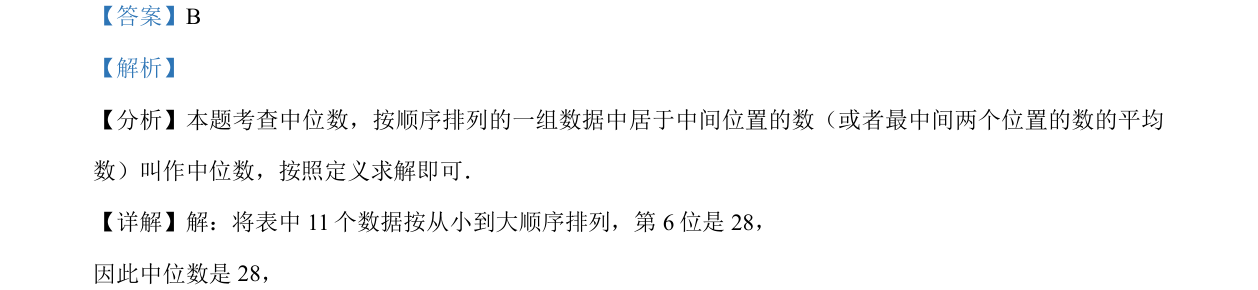 【答案】B
【解析】
【分析】本题考查中位数，按顺序排列的一组数据中居于中间位置的数（或者最中间两个位置的数的平均
数）叫作中位数，按照定义求解即可．
【详解】解：将表中 11 个数据按从小到大顺序排列，第 6 位是 28，
因此中位数是 28，